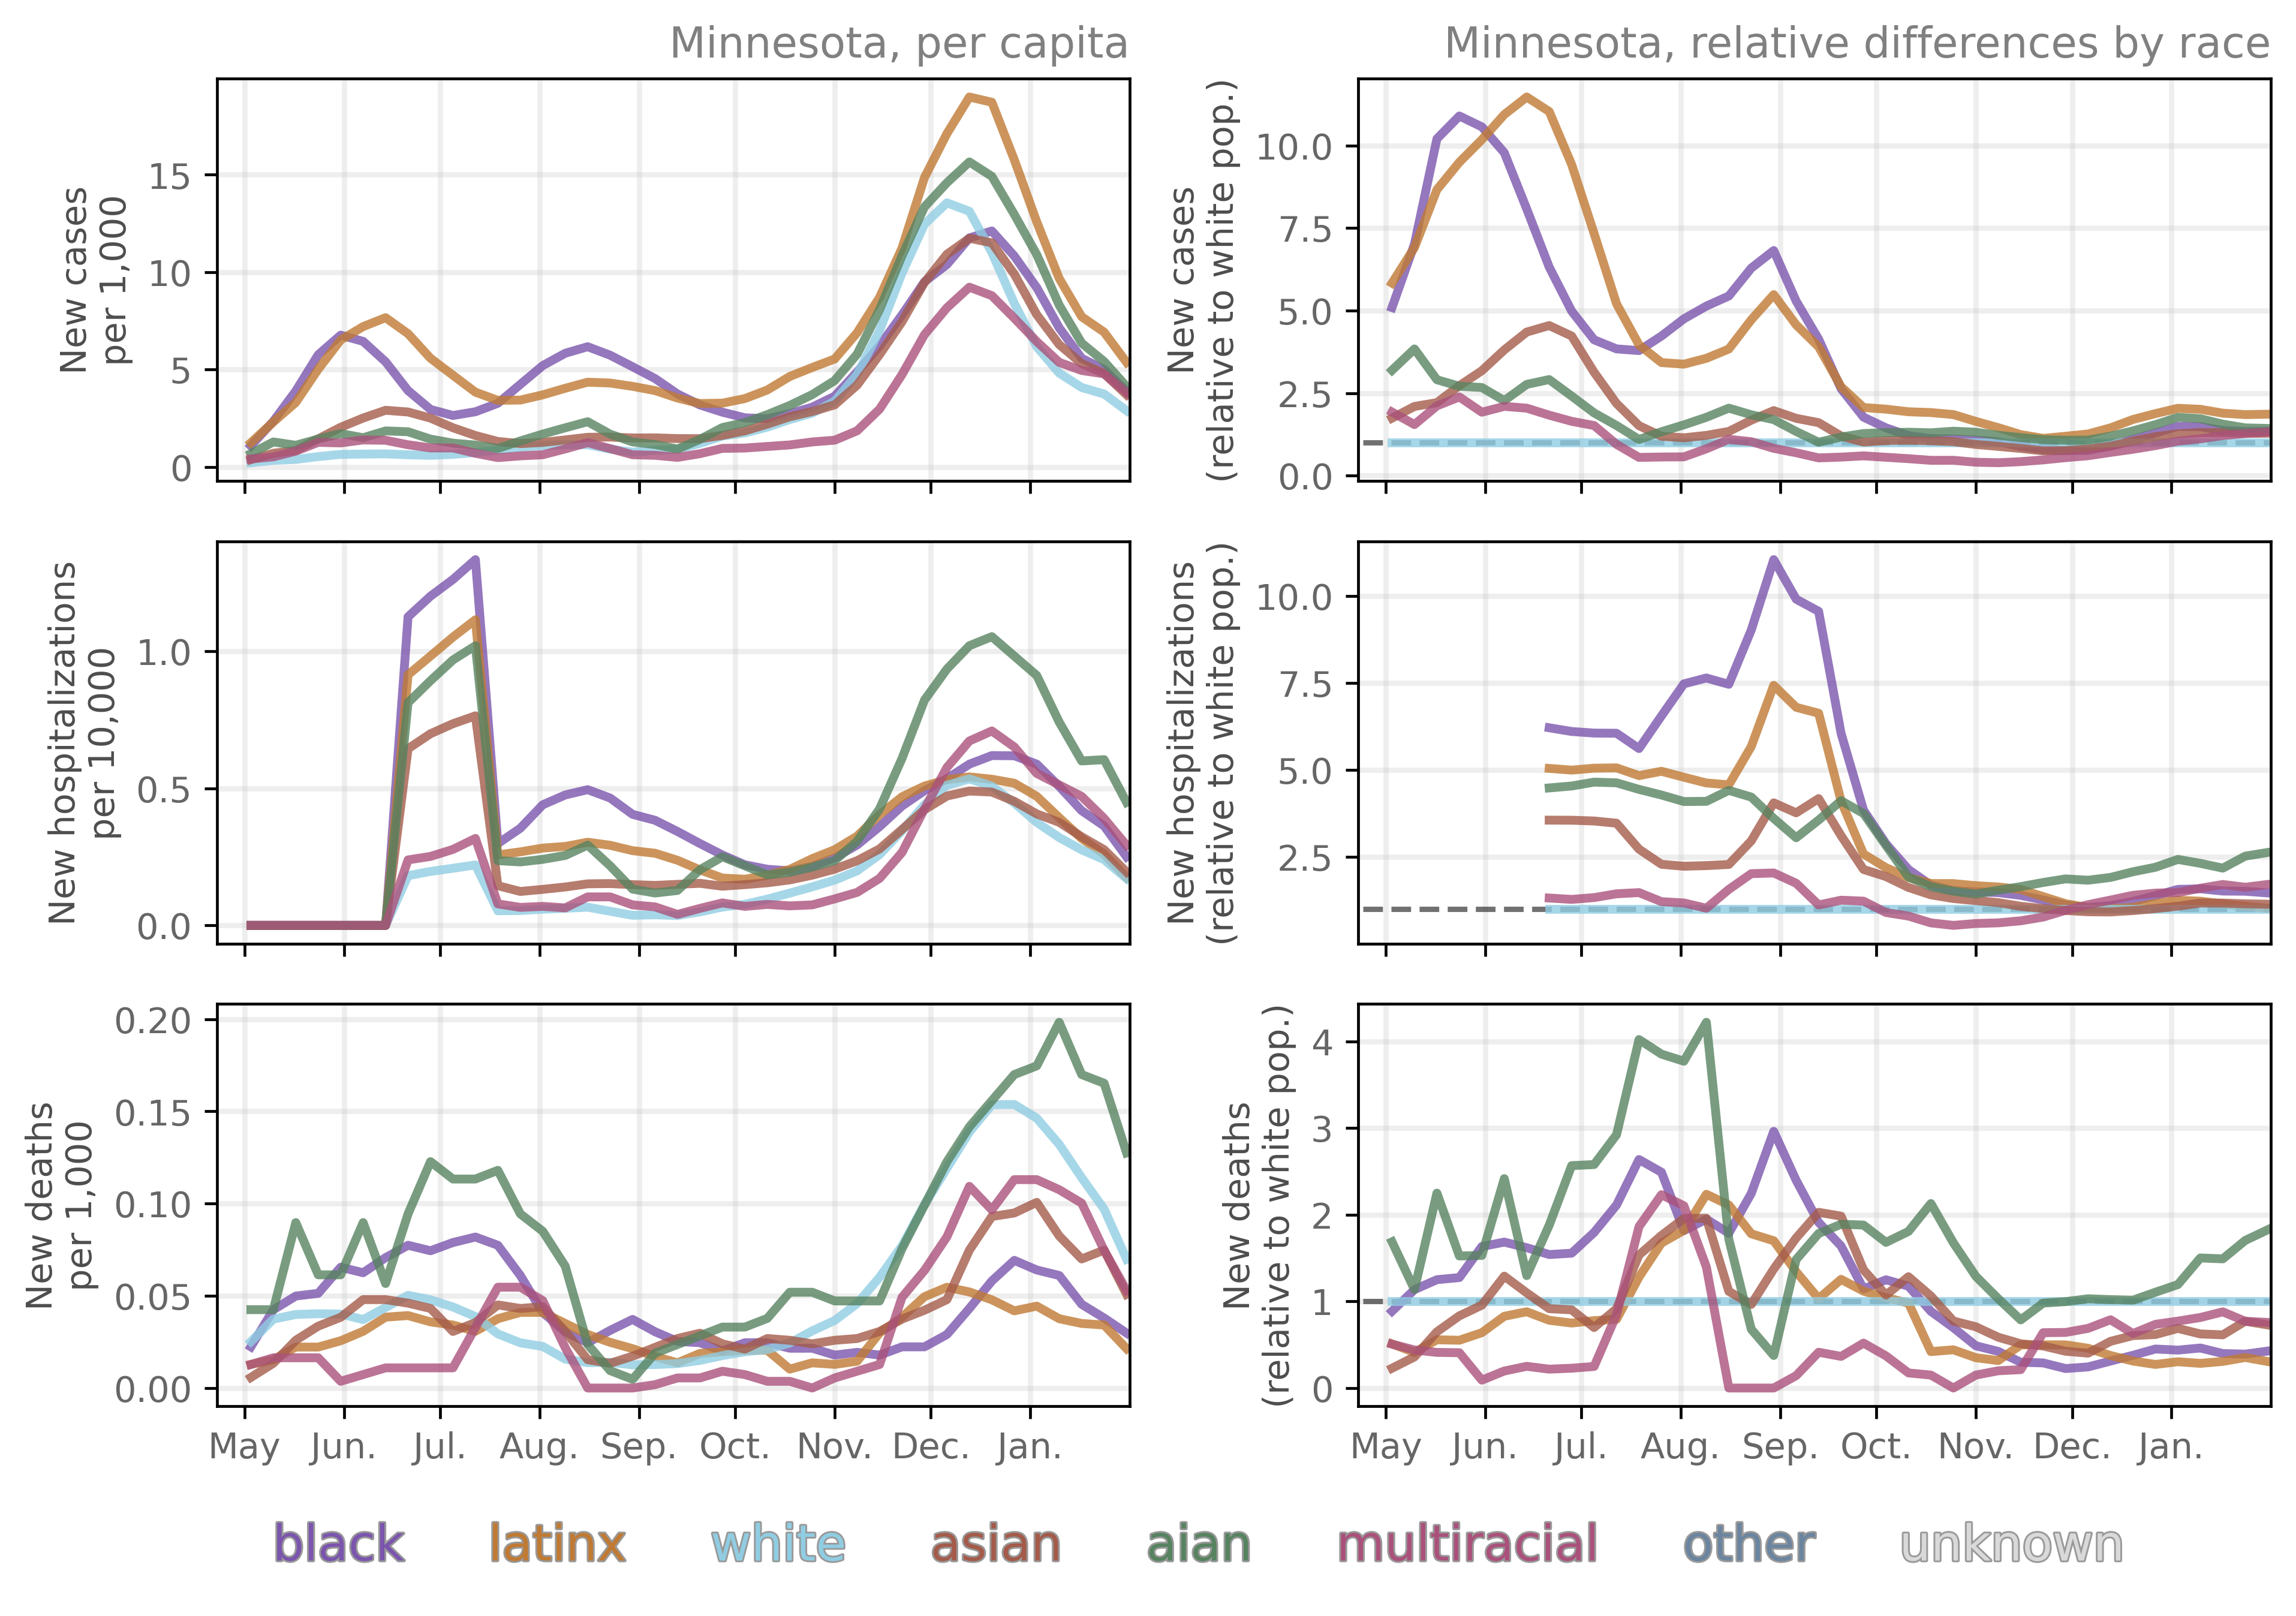 Minnesota, per capita
Minnesota, relative differences by race
New cases
per 1,000
15
10
5
0
New cases
(relative to white pop.)
10.0
7.5
5.0
2.5
0.0
New hospitalizations
per 10,000
1.0
0.5
0.0
New hospitalizations
(relative to white pop.)
10.0
7.5
5.0
2.5
New deaths
per 1,000
0.20
0.15
0.10
0.05
0.00
New deaths
(relative to white pop.)
4
3
2
1
0
May Jun. Jul. Aug. Sep. Oct. Nov. Dec. Jan.
May Jun. Jul. Aug. Sep. Oct. Nov. Dec. Jan.
black latinx white asian aian multiracial other unknown